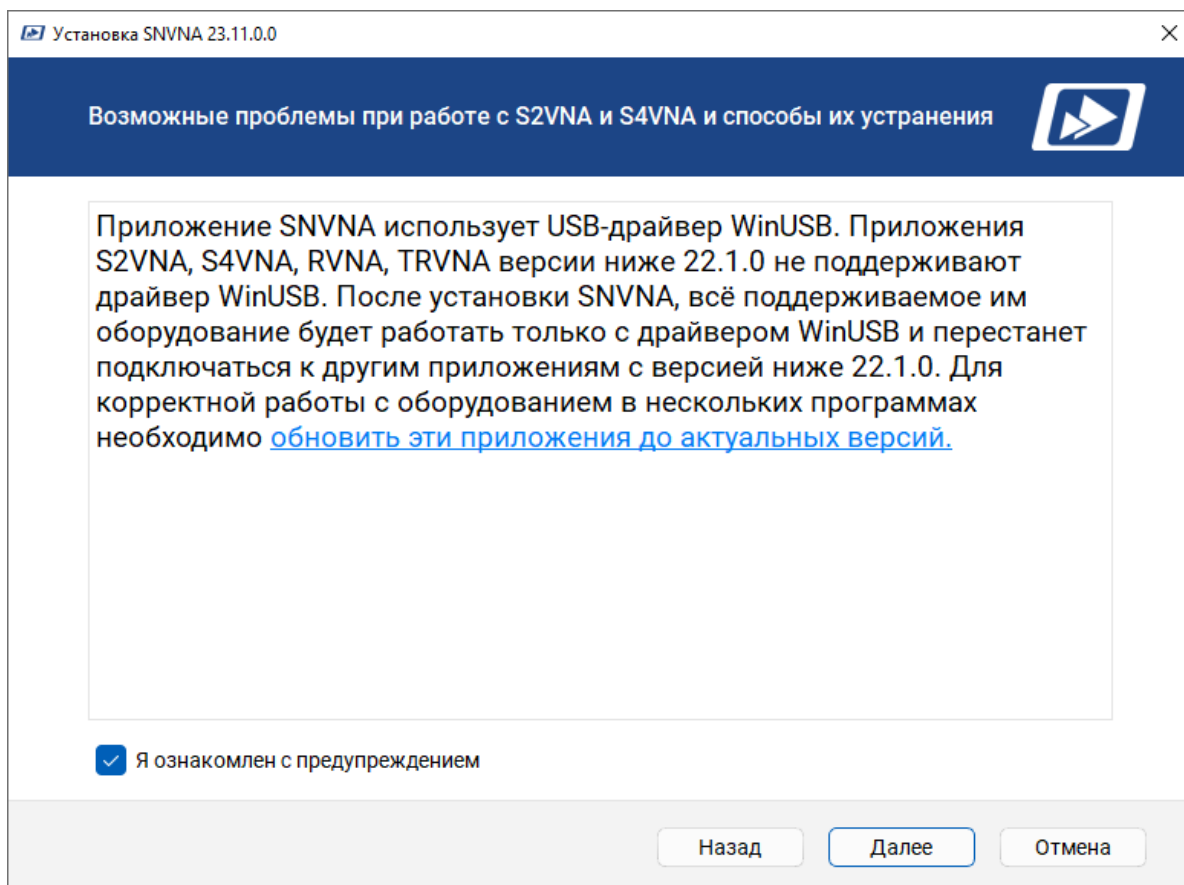 Установка SNVNA 23.11.0.0
Возможные проблемы при работе с S2VNA и S4VNA и способы их устранения
Приложение SNVNA использует USB-драйвер WinUSB. Приложения
S2VNA, S4VNA, RVNA, TRVNA версии ниже 22.1.0 не поддерживают
драйвер WinUSB. После установки SNVNA, всё поддерживаемое им
оборудование будет работать только с драйвером WinUSB и перестанет
подключаться к другим приложениям с версией ниже 22.1.0. Для
корректной работы с оборудованием в нескольких программах
необходимо обновить эти приложения до актуальных версий.
Я ознакомлен с предупреждением
Назад Далее Отмена